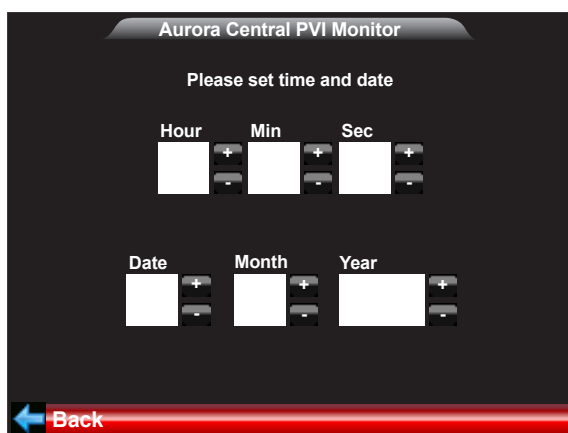 Aurora Central PVI Monitor
Please set time and date
Hour Min Sec
+ + +
- - -
Date Month Year
+ + +
- - -
Back